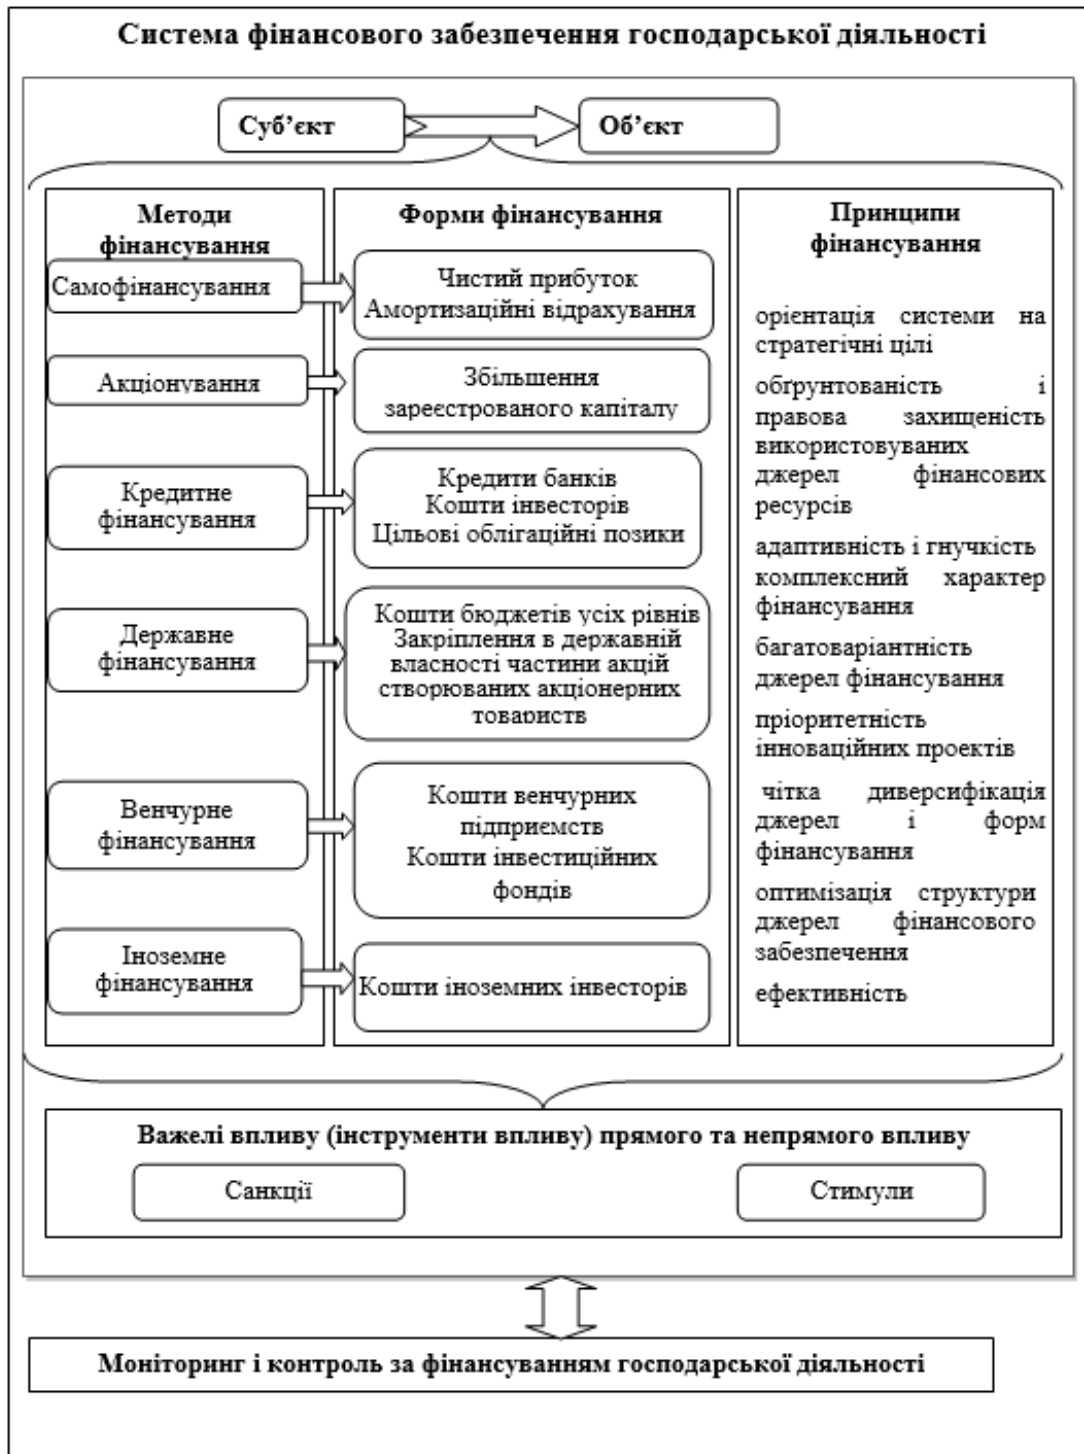 Система фінансового забезпечення господарської діяльності
Суб’єкт
Об’єкт
Методи
фінансування
Самофінансування
Акціонування
Кредитне
фінансування
Державне
фінансування
Венчурне
фінансування
Іноземне
фінансування
Форми фінансування
Чистий прибуток
Амортизаційні відрахування
Збільшення
зареєстрованого капіталу
Кредити банків
Кошти інвесторів
Цільові облігаційні позики
Кошти бюджетів усіх рівнів
Закріплення в державній
власності частини акцій
створюваних акціонерних
товариств
Кошти венчурних
підприємств
Кошти інвестиційних
фондів
Кошти іноземних інвесторів
Принципи
фінансування
орієнтація системи на
стратегічні цілі
обґрунтованість і
правова захищеність
використовуваних
джерел фінансових
ресурсів
адаптивність і гнучкість
комплексний характер
фінансування
багатоваріантність
джерел фінансування
пріоритетність
інноваційних проектів
чітка диверсифікація
джерел і форм
фінансування
оптимізація структури
джерел фінансового
забезпечення
ефективність
Важелі впливу (інструменти впливу) прямого та непрямого впливу
Санкції
Стимули
Моніторинг і контроль за фінансуванням господарської діяльності